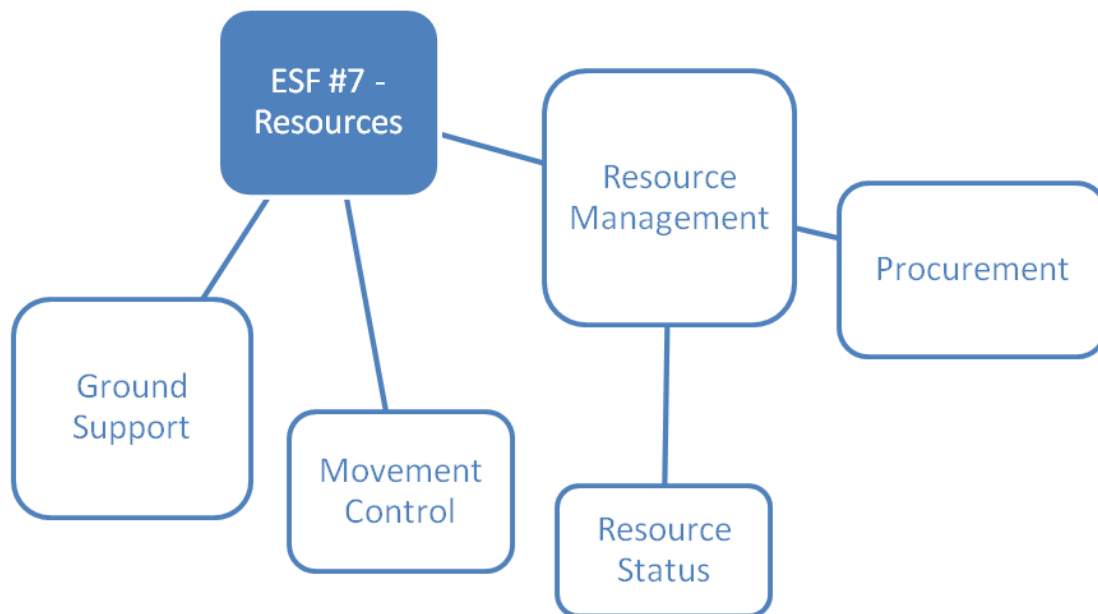 ESF #7 -
Resources
Resource
Management
Procurement
Ground
Support
Movement
Control
Resource
Status